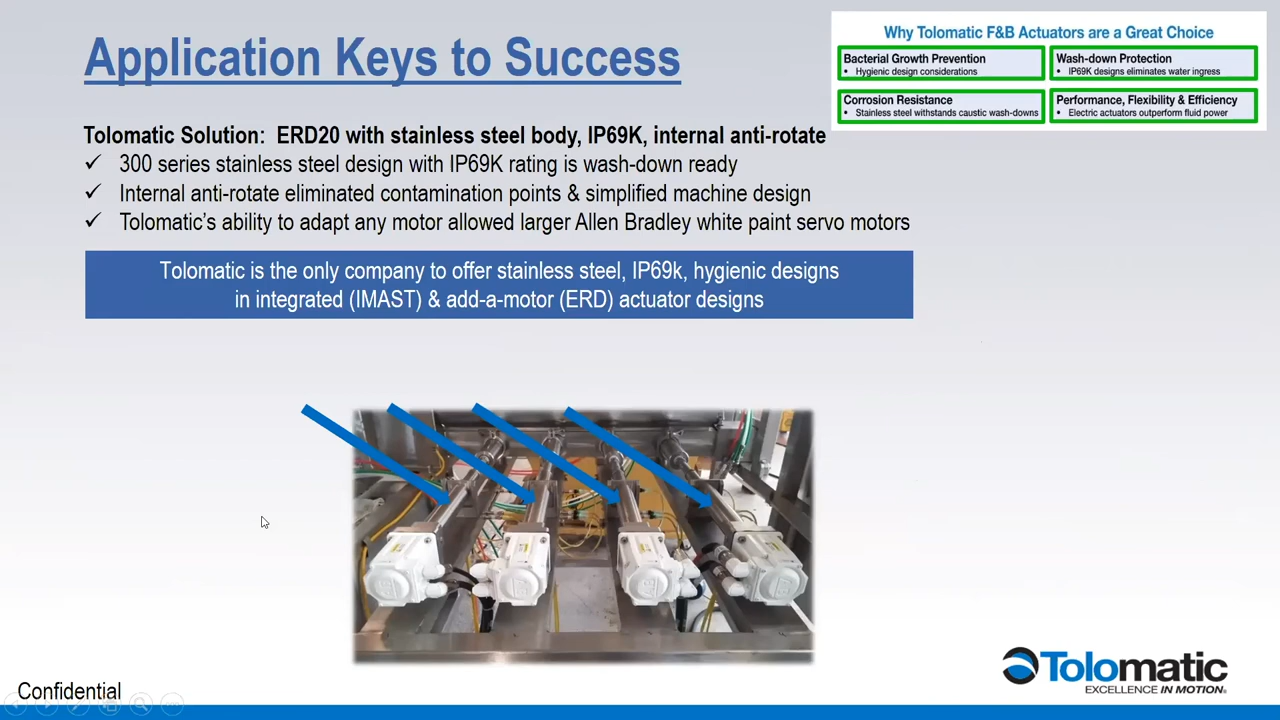 Application Keys to Success
Why Tolomatic F&B Actuators are a Great Choice
Bacterial Growth Prevention
• Hygienic design considerations
Wash-down Protection
• IP69K designs eliminates water ingress
Corrosion Resistance
• Stainless steel withstands caustic wash-downs
Performance, Flexibility & Efficiency
• Electric actuators outperform fluid power
Tolomatic Solution: ERD20 with stainless steel body, IP69K, internal anti-rotate
✓ 300 series stainless steel design with IP69K rating is wash-down ready
✓ Internal anti-rotate eliminated contamination points & simplified machine design
✓ Tolomatic's ability to adapt any motor allowed larger Allen Bradley white paint servo motors
Tolomatic is the only company to offer stainless steel, IP69k, hygienic designs
in integrated (IMAST) & add-a-motor (ERD) actuator designs
Tolomatic
EXCELLENCE IN MOTION®
Confidential